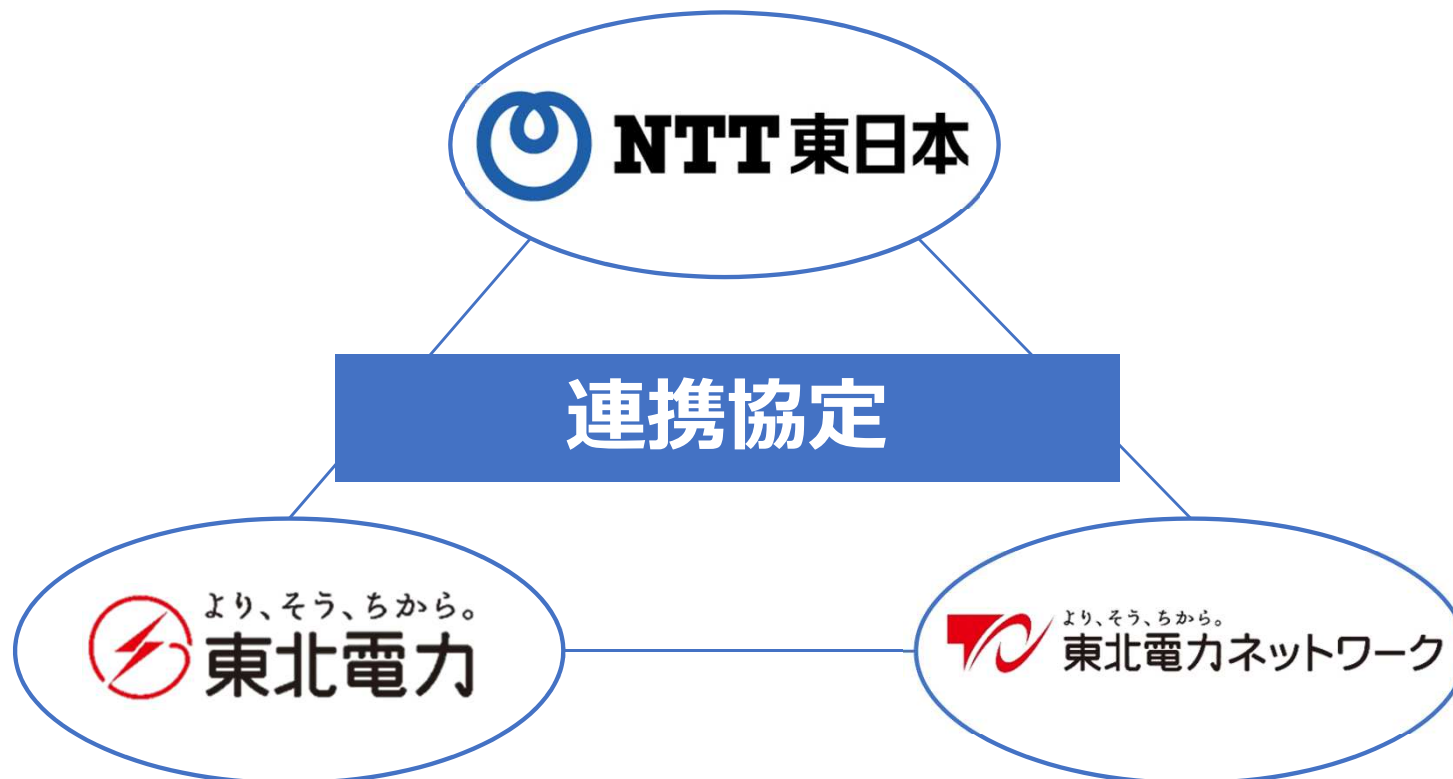 NTT東日本
連携協定
より、そう、ちから。
東北電力
より、そう、ちから。
東北電力ネットワーク